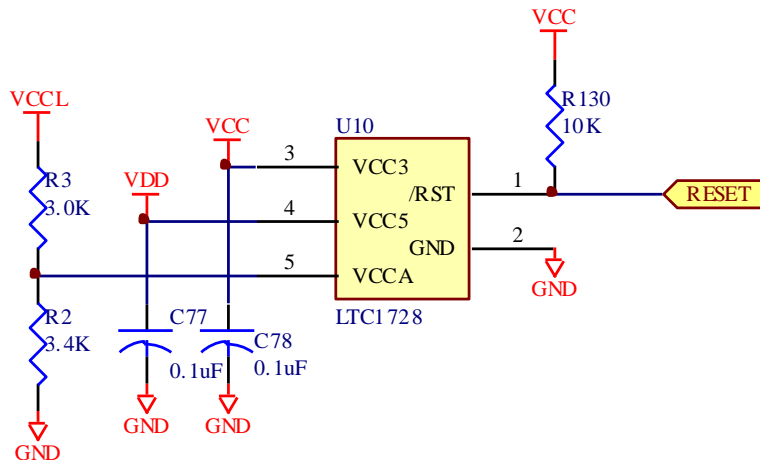 VCC
R130
10K
VCCL
VCC
U10
R3
3.0K
VDD
3
VCC3
/RST
1
RESET
4
VCC5
GND
2
5
VCCA
GND
R2
3.4K
C77
0.1uF
C78
0.1uF
LTC1728
GND
GND
GND